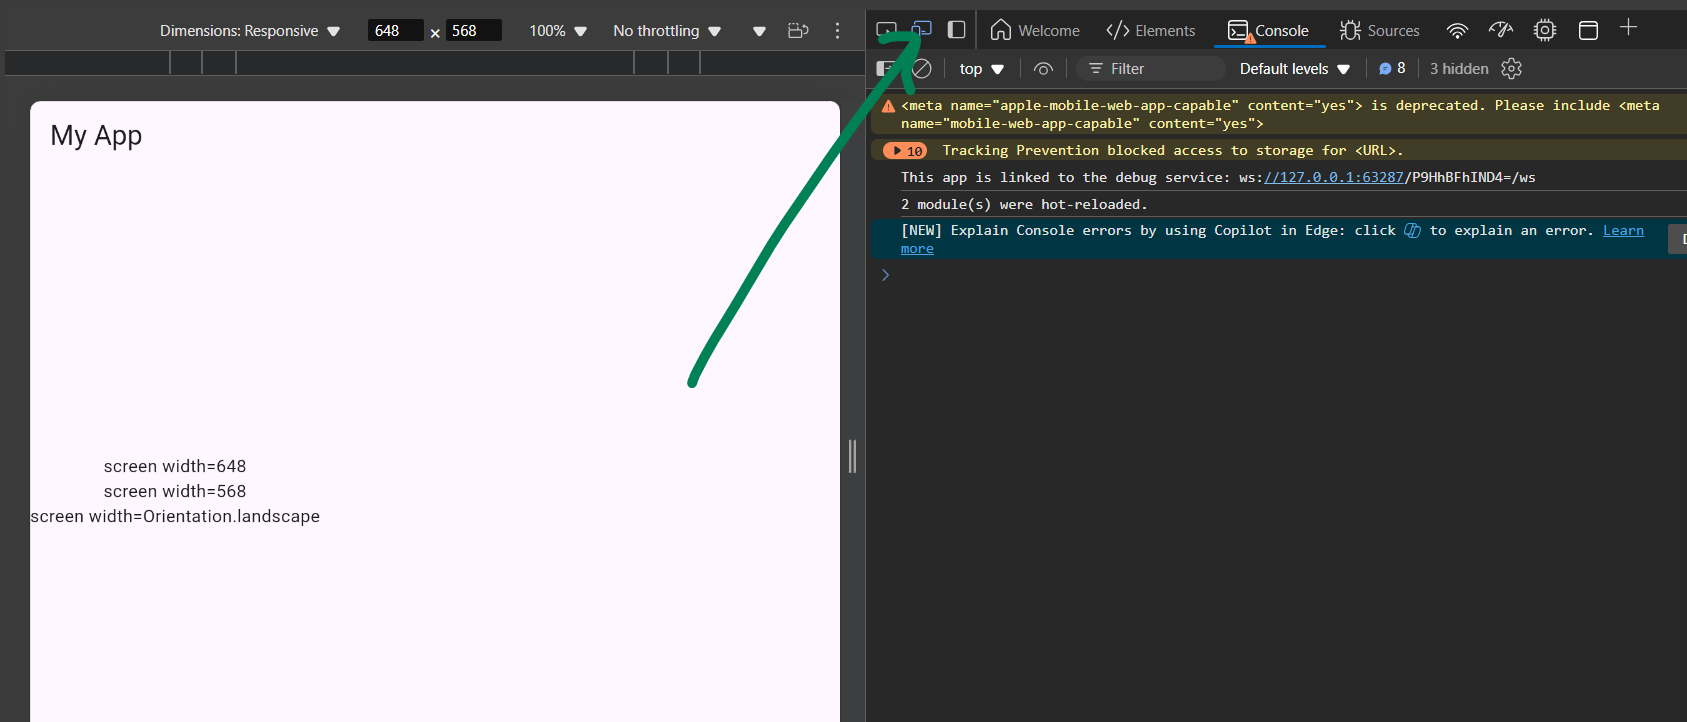 Dimensions: Responsive 648 × 568 100% No throttling
Welcome Elements Console Sources
top Filter Default levels 8 3 hidden
My App
screen width=648
screen width=568
screen width=Orientation.landscape
<meta name="apple-mobile-web-app-capable" content="yes"> is deprecated. Please include <meta
name="mobile-web-app-capable" content="yes">
10 Tracking Prevention blocked access to storage for <URL>.
This app is linked to the debug service: ws://127.0.0.1:63287/P9HhBFhIND4=/ws
2 module(s) were hot-reloaded.
[NEW] Explain Console errors by using Copilot in Edge: click to explain an error. Learn
more